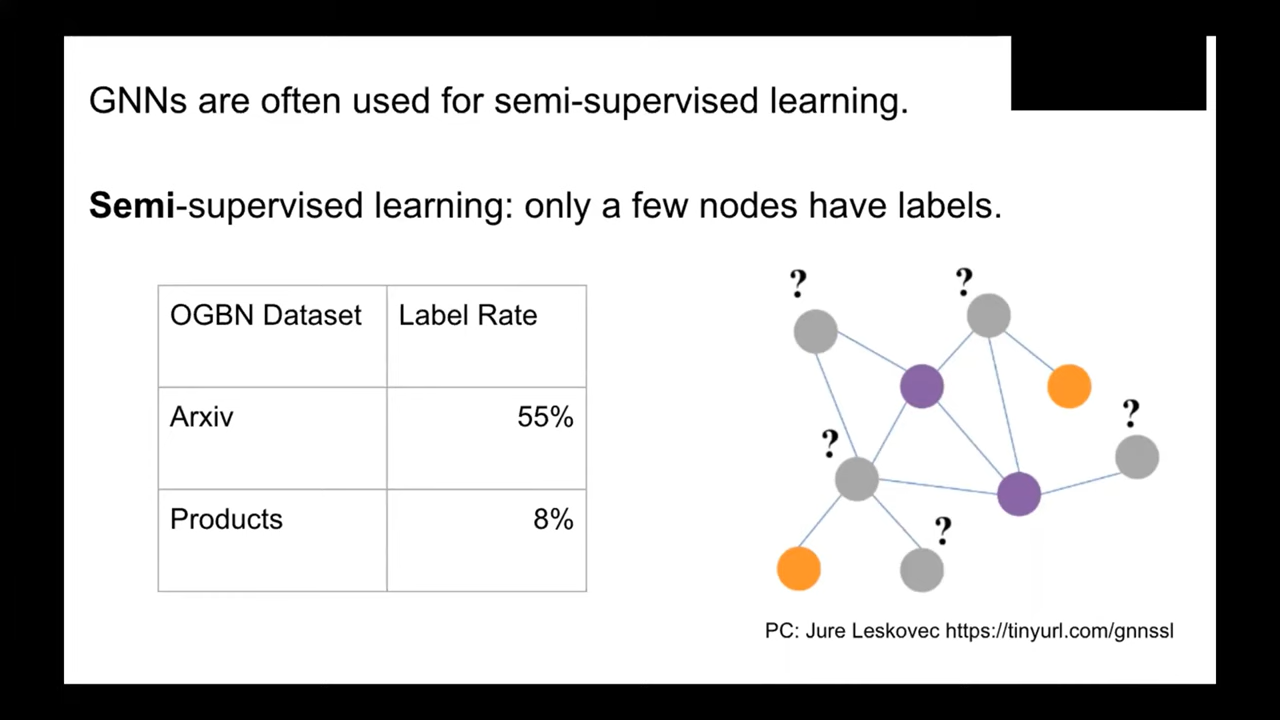 GNNs are often used for semi-supervised learning.
Semi-supervised learning: only a few nodes have labels.
OGBN Dataset Label Rate
Arxiv 55%
Products 8%
? ?
?
?
?
PC: Jure Leskovec https://tinyurl.com/gnnssl